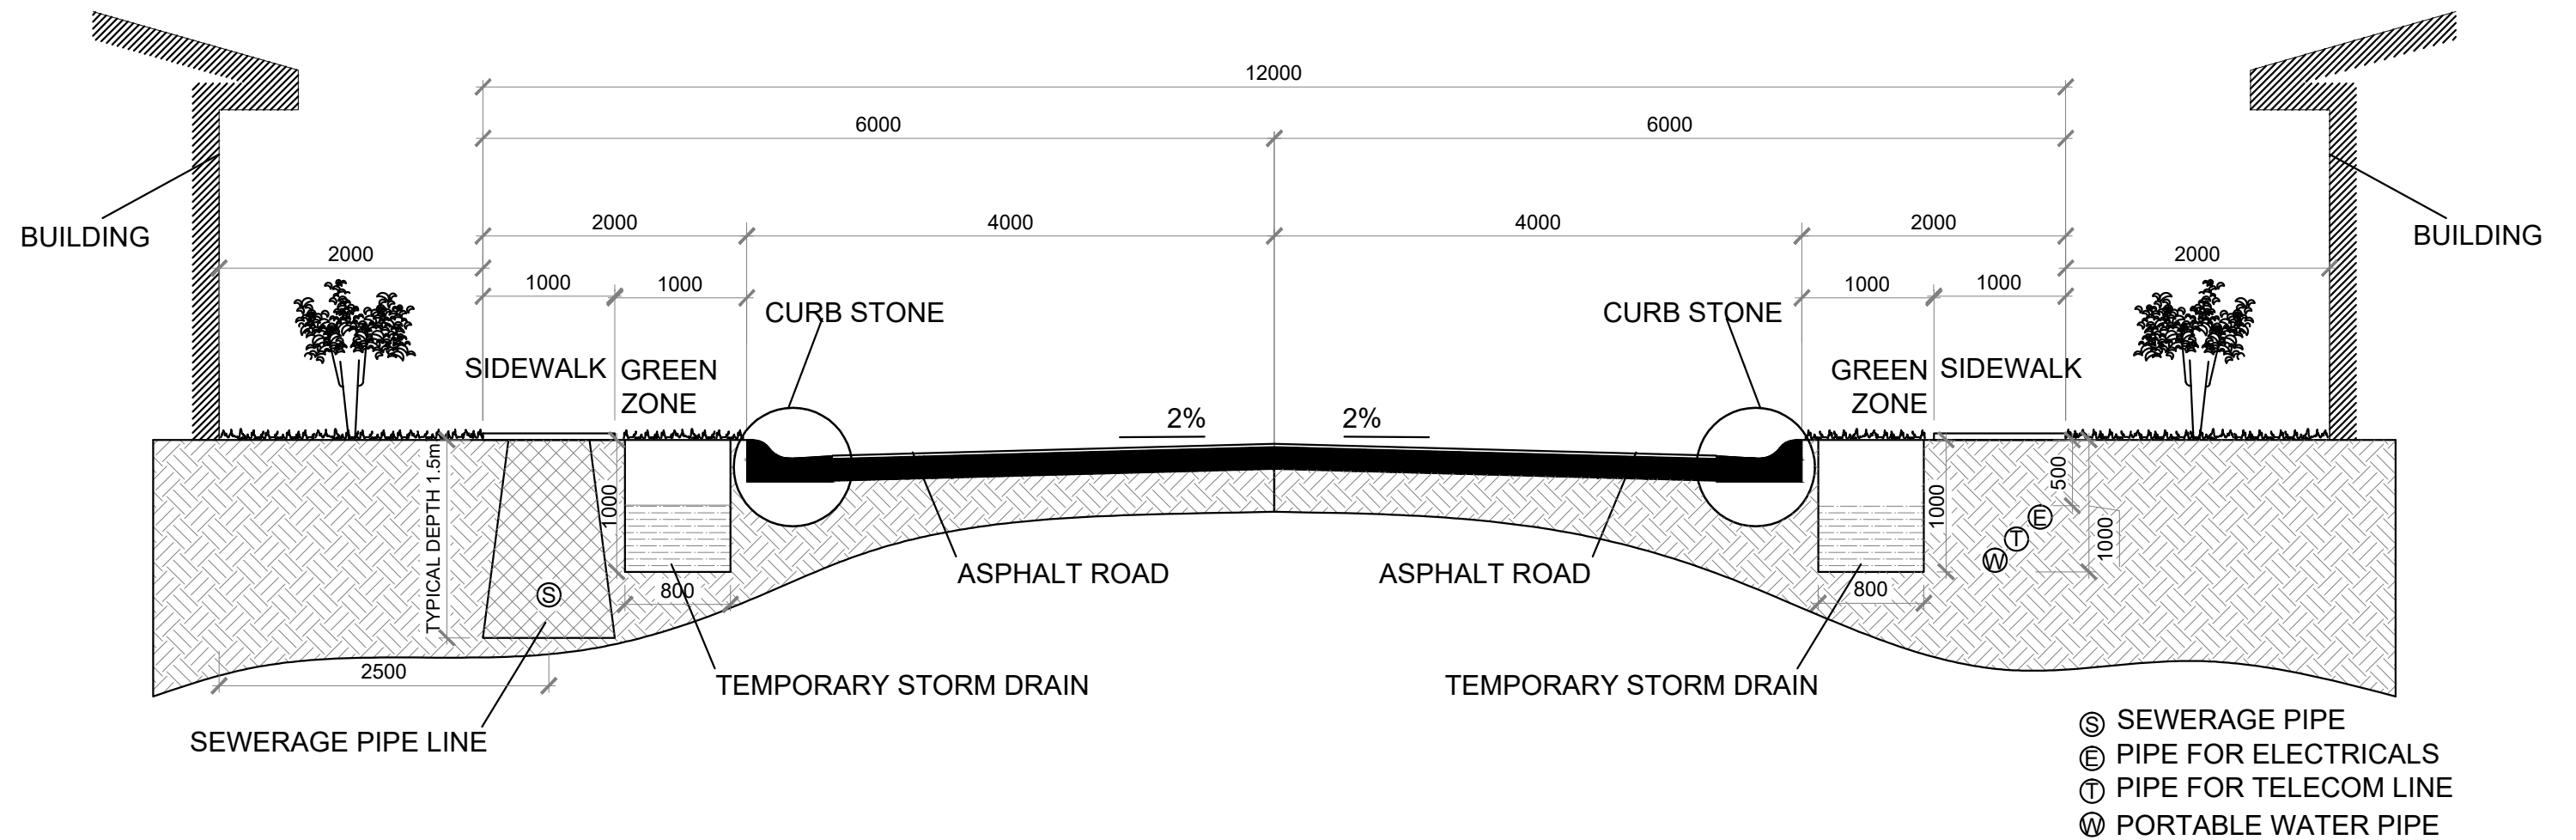 12000
6000
6000
2000
4000
4000
2000
BUILDING
BUILDING
2000
2000
1000
1000
1000
1000
CURB STONE
CURB STONE
SIDEWALK
GREEN
ZONE
GREEN
ZONE
SIDEWALK
2%
2%
TYPICAL DEPTH 1.5m
1000
1000
500
1000
E
T
W
S
800
800
ASPHALT ROAD
ASPHALT ROAD
2500
TEMPORARY STORM DRAIN
TEMPORARY STORM DRAIN
SEWERAGE PIPE LINE
S SEWERAGE PIPE
E PIPE FOR ELECTRICALS
T PIPE FOR TELECOM LINE
W PORTABLE WATER PIPE